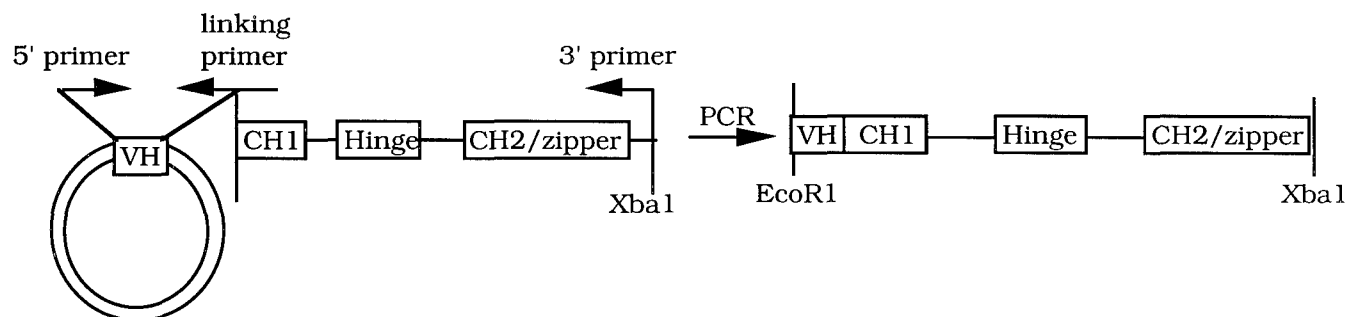 linking
5' primer
primer
3' primer
PCR
VH
CH1
Hinge
CH2/zipper
VH
CH1
Hinge
CH2/zipper
Xba1
EcoR1
Xba1